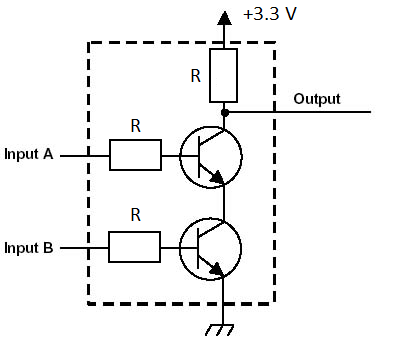 +3.3 V
R
Output
R
Input A
R
Input B